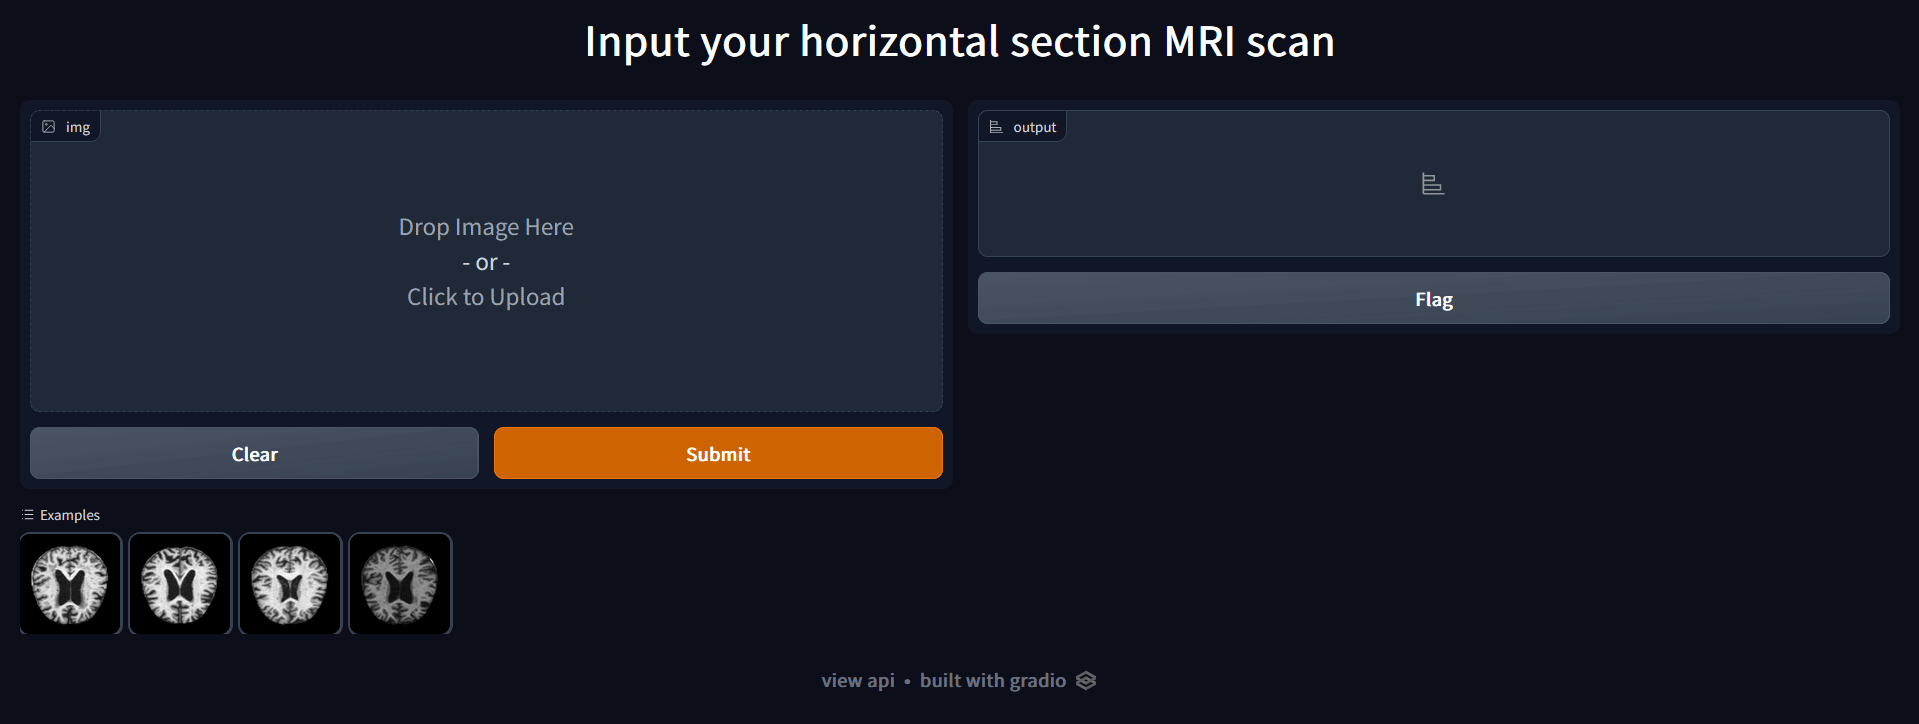 Input your horizontal section MRI scan
img
Drop Image Here
- or -
Click to Upload
Clear
Submit
output
Flag
Examples
view api • built with gradio